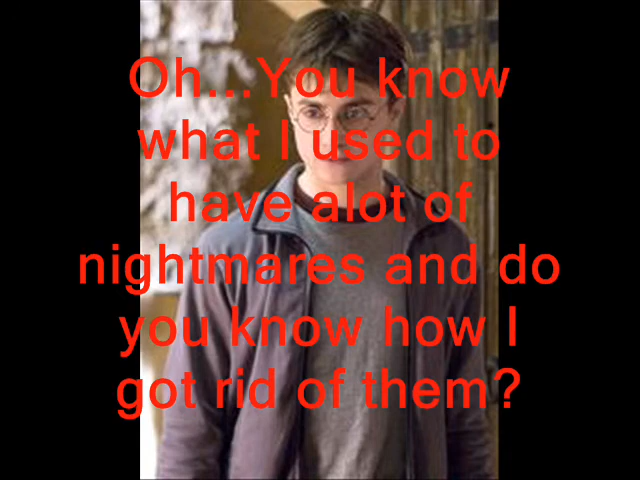 Oh...You know
what I used to
have alot of
nightmares and do
you know how I
got rid of them?